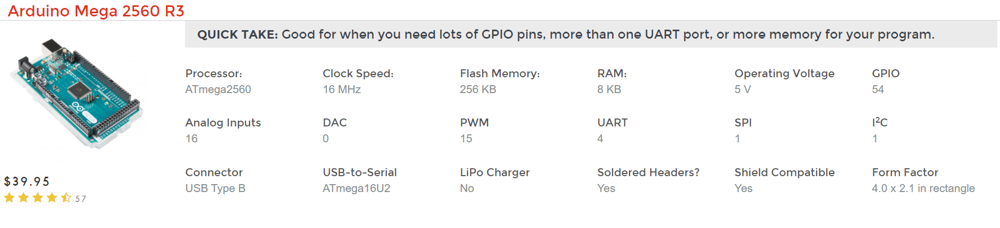 Arduino Mega 2560 R3
QUICK TAKE: Good for when you need lots of GPIO pins, more than one UART port, or more memory for your program.
Processor: Clock Speed: Flash Memory: RAM: Operating Voltage GPIO
ATmega2560 16 MHz 256 KB 8 KB 5 V 54
Analog Inputs DAC PWM UART SPI I²C
16 0 15 4 1 1
Connector USB-to-Serial LiPo Charger Soldered Headers? Shield Compatible Form Factor
USB Type B ATmega16U2 No Yes Yes 4.0 x 2.1 in rectangle
$39.95
57